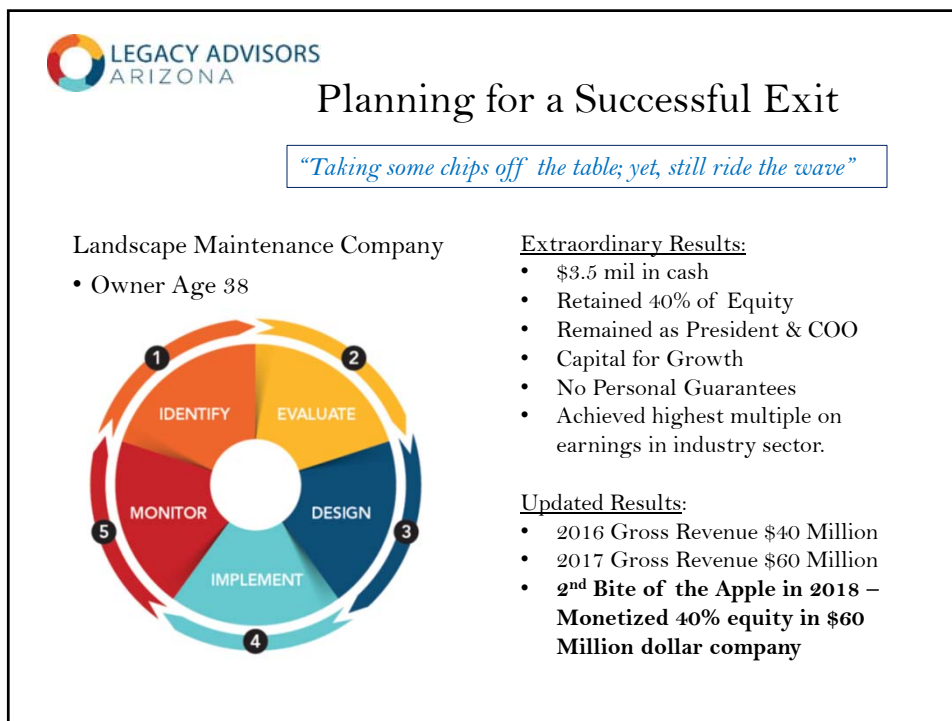 LEGACY ADVISORS
ARIZONA
Planning for a Successful Exit
“Taking some chips off the table; yet, still ride the wave”
Landscape Maintenance Company
• Owner Age 38
1
2
IDENTIFY
EVALUATE
MONITOR
DESIGN
5
3
IMPLEMENT
4
Extraordinary Results:
• $3.5 mil in cash
• Retained 40% of Equity
• Remained as President & COO
• Capital for Growth
• No Personal Guarantees
• Achieved highest multiple on
earnings in industry sector.
Updated Results:
• 2016 Gross Revenue $40 Million
• 2017 Gross Revenue $60 Million
• 2nd Bite of the Apple in 2018 –
Monetized 40% equity in $60
Million dollar company